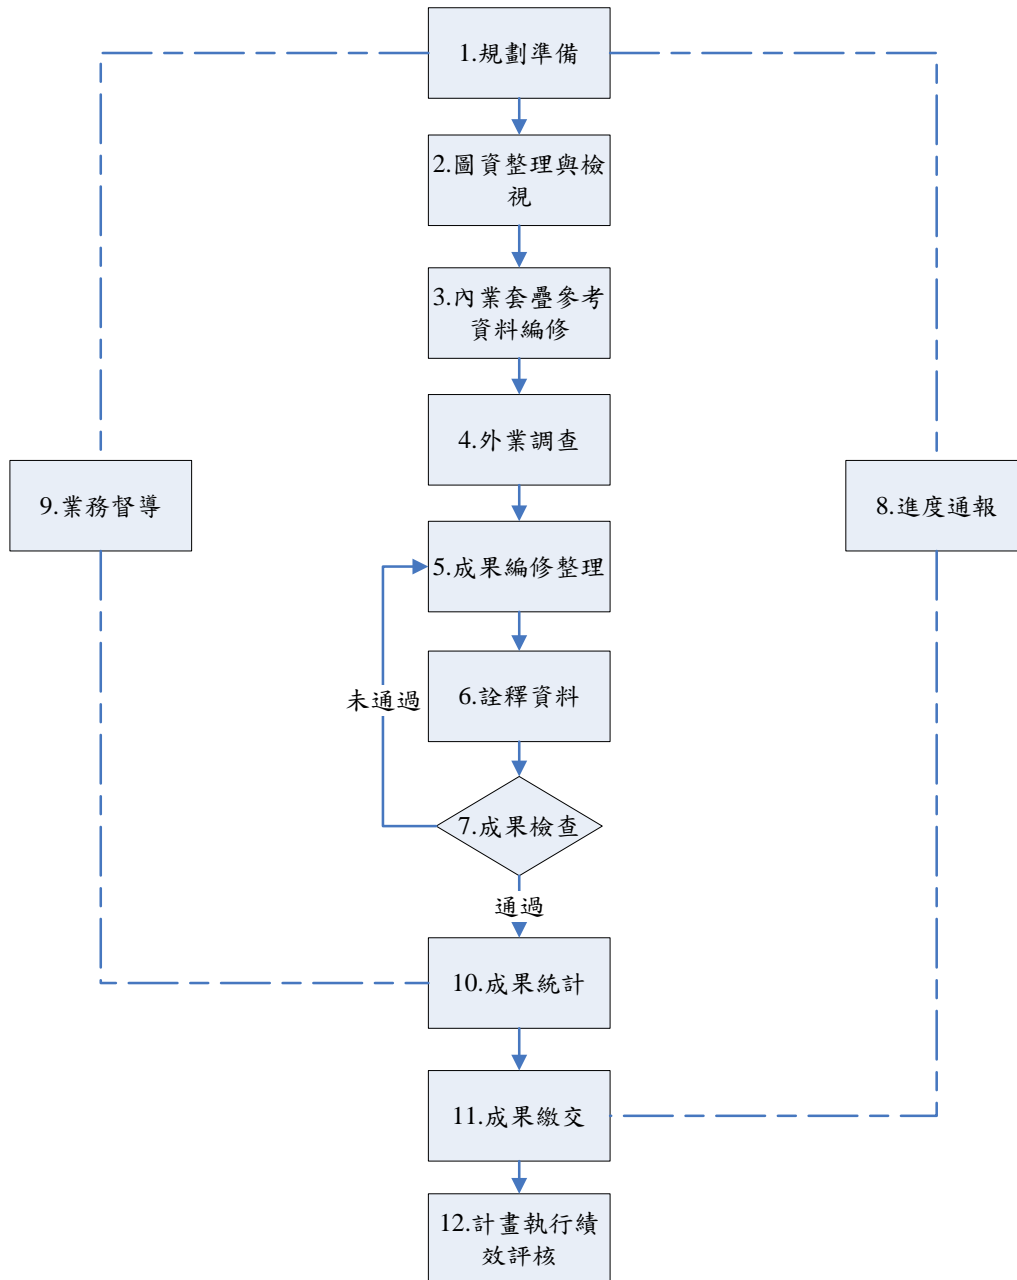 1.規劃準備
2.圖資整理與檢
視
3.內業套疊參考
資料編修
4.外業調查
9.業務督導
8.進度通報
5.成果編修整理
未通過
6.詮釋資料
7.成果檢查
通過
10.成果統計
11.成果繳交
12.計畫執行績
效評核